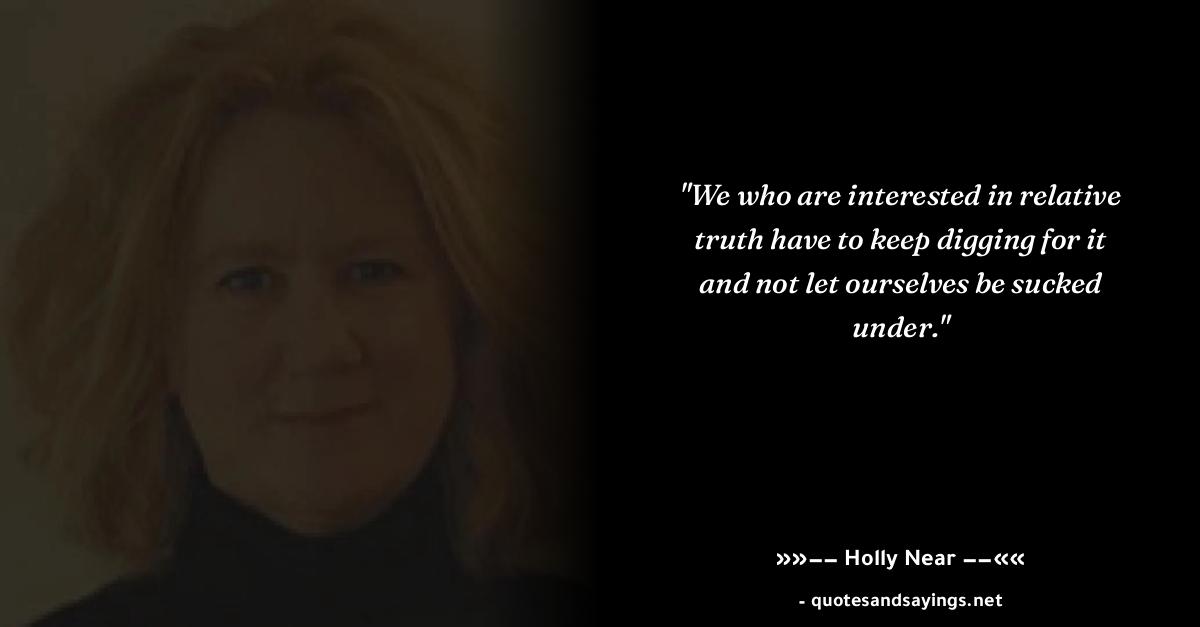 "We who are interested in relative
truth have to keep digging for it
and not let ourselves be sucked
under."
»»−− Holly Near −−««
- quotesandsayings.net